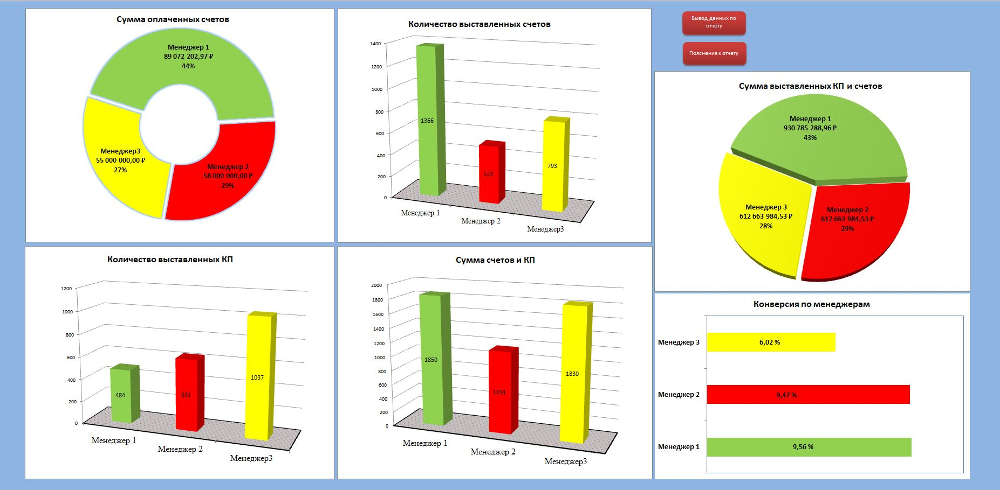 Сумма оплаченных счетов
Менеджер 1
89 072 202,97 ₽
44%
Менеджер3
55 000 000,00 ₽
27%
Менеджер 2
58 000 000,00 ₽
29%
Количество выставленных счетов
1400
1200
1000
800
600
400
200
0
1366
523
793
Менеджер 1
Менеджер 2
Менеджер3
Вывод данных по
отчету
Пояснения к отчету
Сумма выставленных КП и счетов
Менеджер 1
930 785 288,96 ₽
43%
Менеджер 3
612 663 984,53 ₽
28%
Менеджер 2
612 663 984,53 ₽
29%
Количество выставленных КП
1200
1000
800
600
400
200
0
484
631
1037
Менеджер 1
Менеджер 2
Менеджер3
Сумма счетов и КП
2000
1800
1600
1400
1200
1000
800
600
400
200
0
1850
1154
1830
Менеджер 1
Менеджер 2
Менеджер3
Конверсия по менеджерам
Менеджер 3
6,02 %
Менеджер 2
9,47 %
Менеджер 1
9,56 %